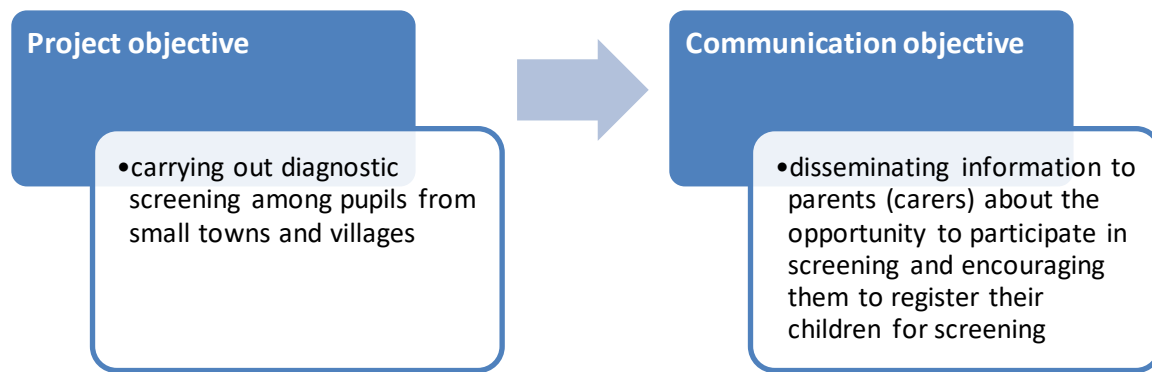 Project objective
•carrying out diagnostic
screening among pupils from
small towns and villages
Communication objective
•disseminating information to
parents (carers) about the
opportunity to participate in
screening and encouraging
them to register their
children for screening